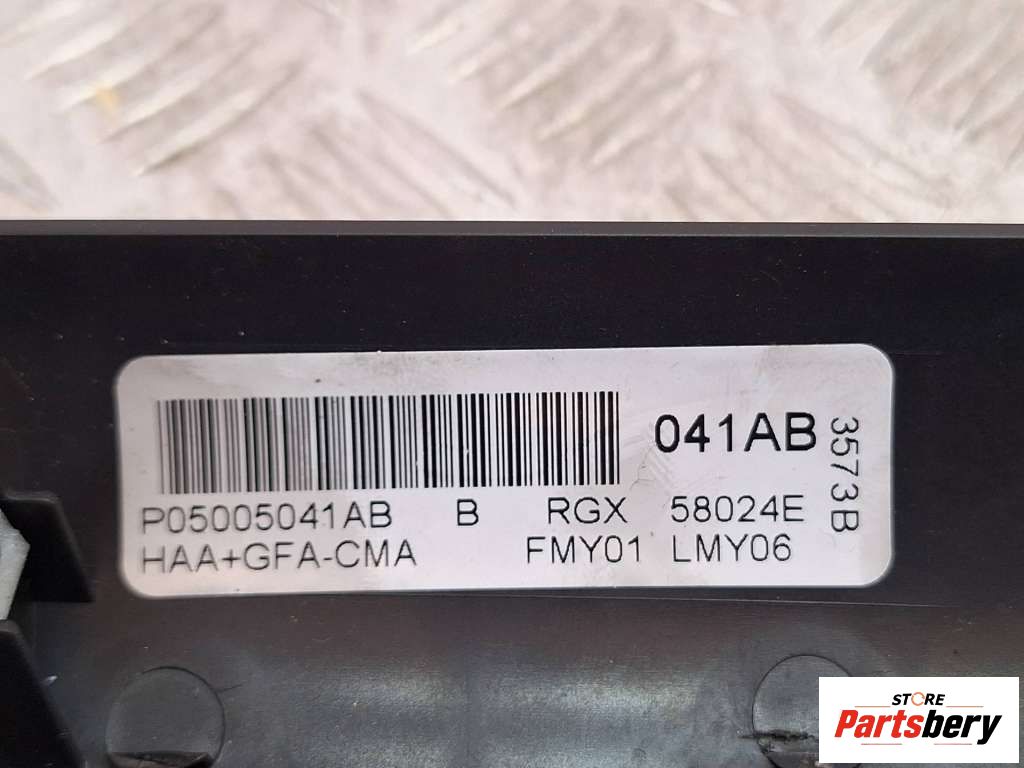 041AB
3573B
P05005041AB B RGX 58024E
HAA+GFA-CMA FMY01 LMY06
STORE
Partsbery